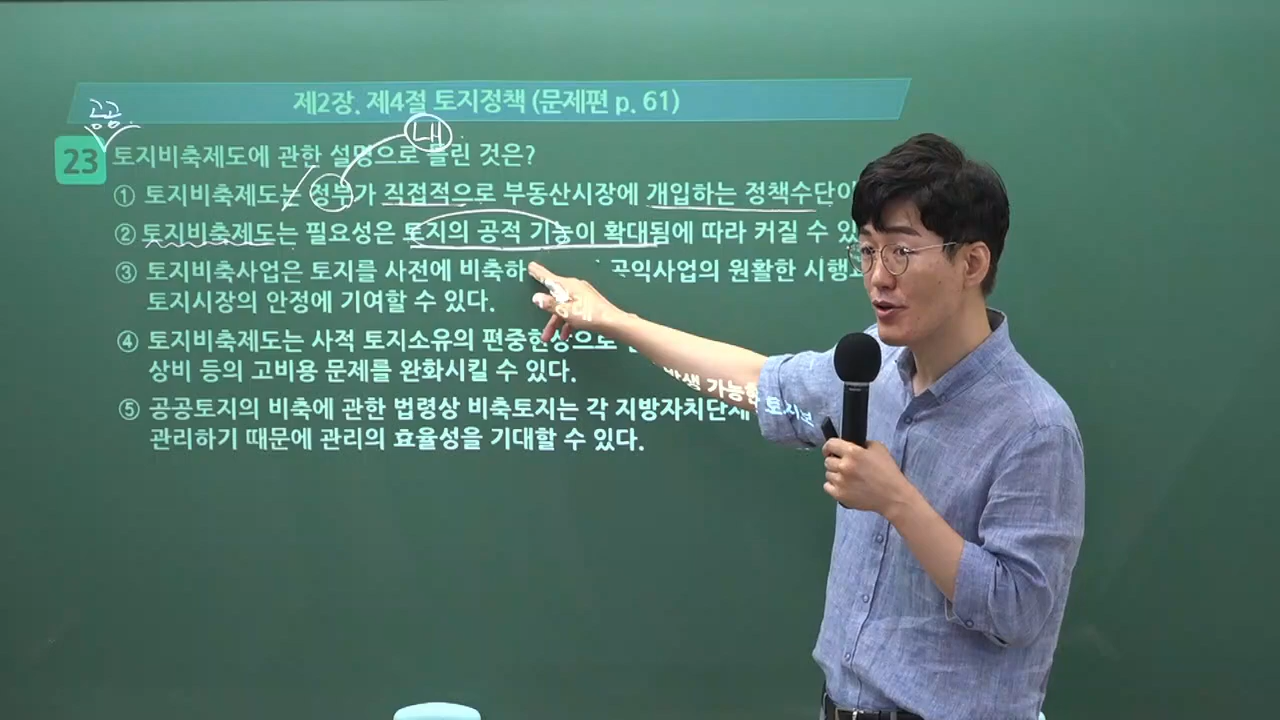 제2장. 제4절 토지정책 (문제편 p. 61)
공공
내
23 토지비축제도에 관한 설명으로 틀린 것은?
① 토지비축제도는 정부가 직접적으로 부동산시장에 개입하는 정책수단이
② 토지비축제도는 필요성은 토지의 공적 기능이 확대됨에 따라 커질 수 있
③ 토지비축사업은 토지를 사전에 비축하 공익사업의 원활한 시행
토지시장의 안정에 기여할 수 있다.
④ 토지비축제도는 사적 토지소유의 편중현상으로 발생 가능한 토지보
상비 등의 고비용 문제를 완화시킬 수 있다.
⑤ 공공토지의 비축에 관한 법령상 비축토지는 각 지방자치단체
관리하기 때문에 관리의 효율성을 기대할 수 있다.